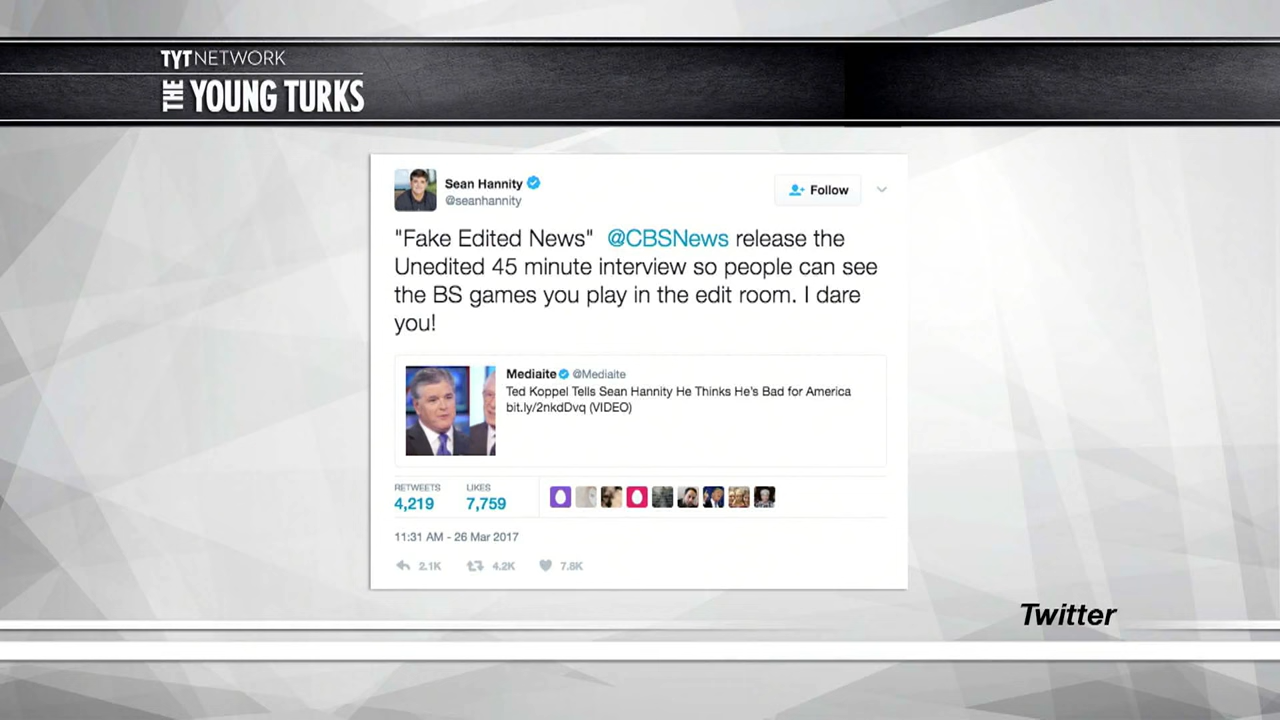 TYT NETWORK
THE YOUNG TURKS
Sean Hannity
@seanhannity
Follow
"Fake Edited News" @CBSNews release the
Unedited 45 minute interview so people can see
the BS games you play in the edit room. I dare
you!
Mediaite @Mediaite
Ted Koppel Tells Sean Hannity He Thinks He's Bad for America
bit.ly/2nkdDvq (VIDEO)
RETWEETS LIKES
4,219 7,759
11:31 AM - 26 Mar 2017
2.1K 4.2K 7.8K
Twitter